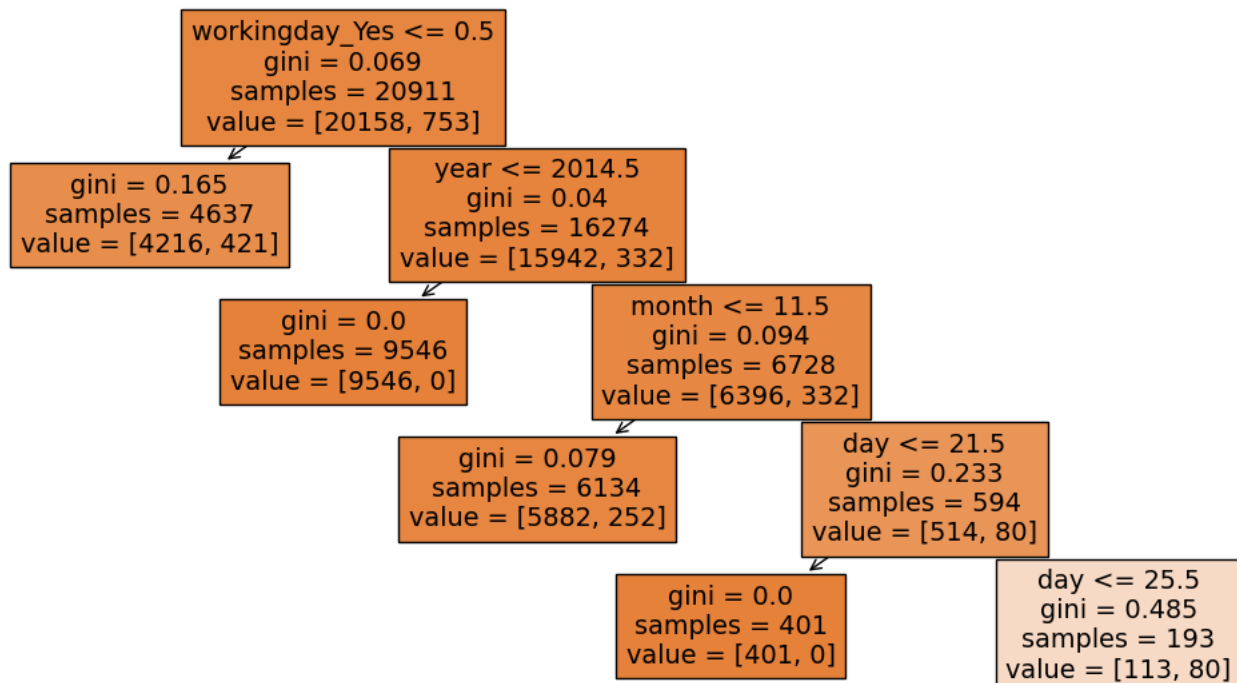 workingday_Yes <= 0.5
gini = 0.069
samples = 20911
value = [20158, 753]
gini = 0.165
samples = 4637
value = [4216, 421]
year <= 2014.5
gini = 0.04
samples = 16274
value = [15942, 332]
gini = 0.0
samples = 9546
value = [9546, 0]
month <= 11.5
gini = 0.094
samples = 6728
value = [6396, 332]
gini = 0.079
samples = 6134
value = [5882, 252]
day <= 21.5
gini = 0.233
samples = 594
value = [514, 80]
gini = 0.0
samples = 401
value = [401, 0]
day <= 25.5
gini = 0.485
samples = 193
value = [113, 80]